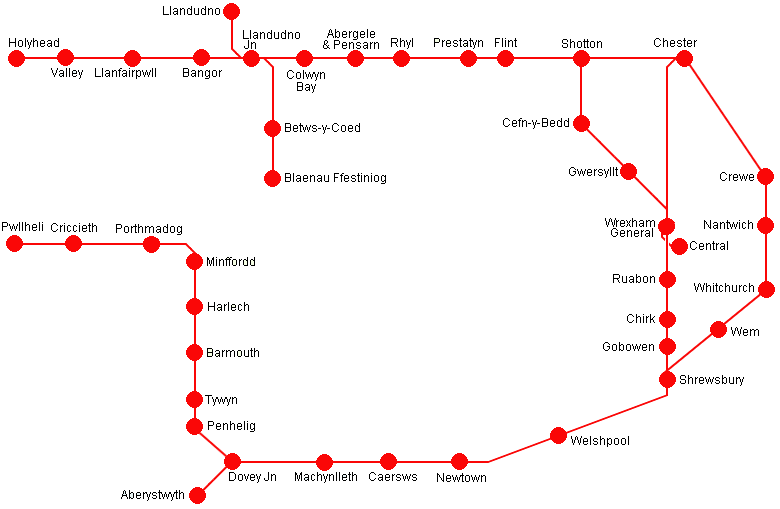 Llandudno
Holyhead
Valley
Llanfairpwll
Bangor
Llandudno
Jn
Colwyn
Bay
Abergele
& Pensarn
Rhyl
Prestatyn
Flint
Shotton
Chester
Betws-y-Coed
Blaenau Ffestiniog
Cefn-y-Bedd
Gwersyllt
Crewe
Nantwich
Whitchurch
Wem
Wrexham
General
Central
Ruabon
Chirk
Gobowen
Shrewsbury
Pwllheli
Criccieth
Porthmadog
Minffordd
Harlech
Barmouth
Tywyn
Penhelig
Dovey Jn
Machynlleth
Caersws
Newtown
Welshpool
Aberystwyth